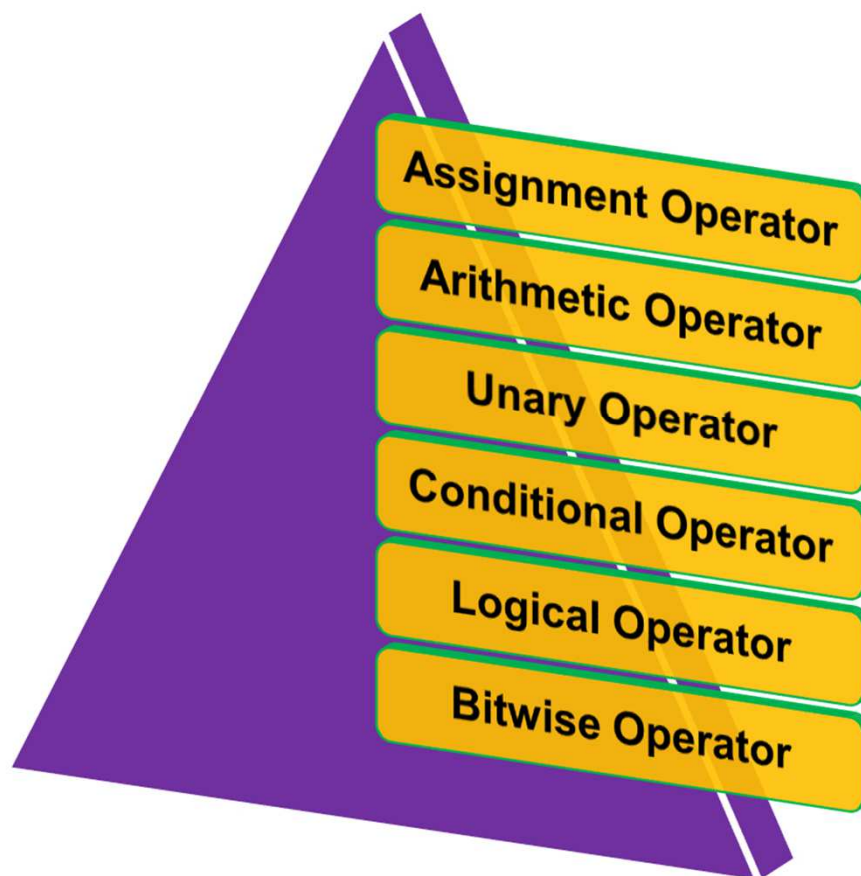 Assignment Operator
Arithmetic Operator
Unary Operator
Conditional Operator
Logical Operator
Bitwise Operator